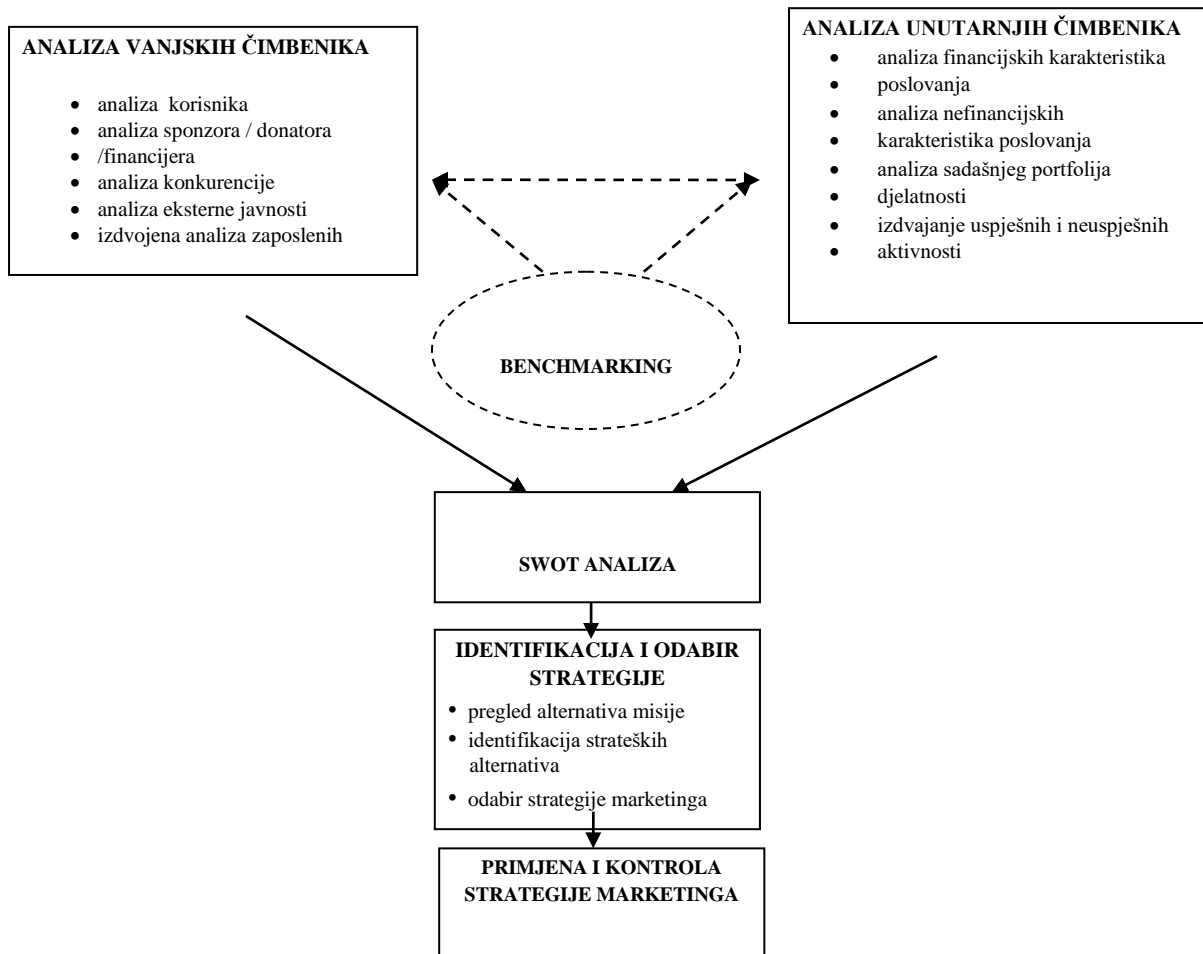 ANALIZA VANJSKIH ČIMBENIKA
• analiza korisnika
• analiza sponzora / donatora
• /financijera
• analiza konkurencije
• analiza eksterne javnosti
• izdvojena analiza zaposlenih
ANALIZA UNUTARNJIH ČIMBENIKA
• analiza financijskih karakteristika
• poslovanja
• analiza nefinancijskih
• karakteristika poslovanja
• analiza sadašnjeg portfolija
• djelatnosti
• izdvajanje uspješnih i neuspješnih
• aktivnosti
BENCHMARKING
SWOT ANALIZA
IDENTIFIKACIJA I ODABIR
STRATEGIJE
• pregled alternativa misije
• identifikacija strateških
alternativa
• odabir strategije marketinga
PRIMJENA I KONTROLA
STRATEGIJE MARKETINGA